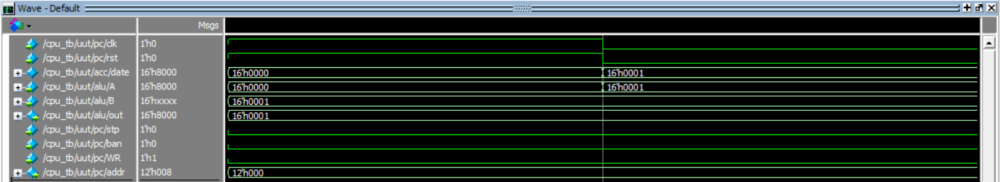 Wave - Default
Msgs
/cpu_tb/uut/pc/clk 1'h0
/cpu_tb/uut/pc/rst 1'h0
/cpu_tb/uut/acc/date 16'h8000 16'h0000 16'h0001
/cpu_tb/uut/alu/A 16'h8000 16'h0000 16'h0001
/cpu_tb/uut/alu/B 16'hxxxx 16'h0001
/cpu_tb/uut/alu/out 16'h8000 16'h0001
/cpu_tb/uut/pc/stp 1'h0
/cpu_tb/uut/pc/ban 1'h0
/cpu_tb/uut/pc/WR 1'h1
/cpu_tb/uut/pc/addr 12'h008 12'h000